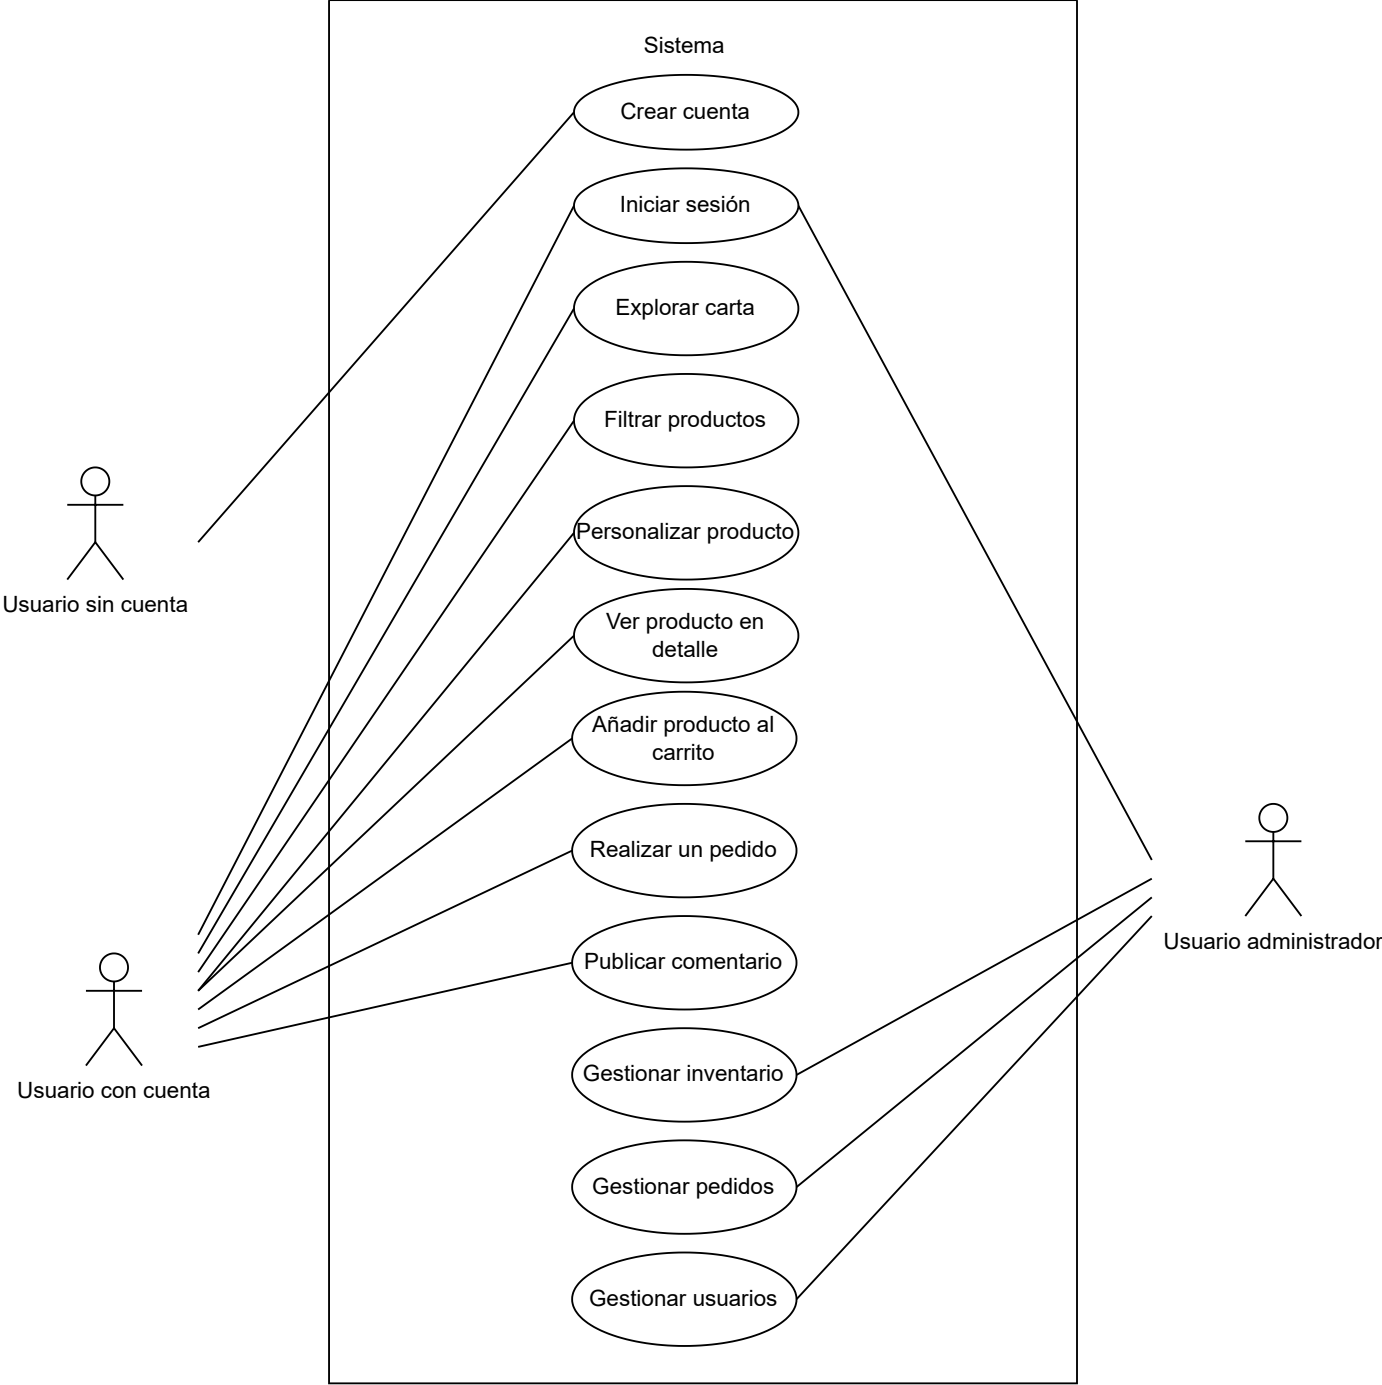 Sistema
Crear cuenta
Iniciar sesión
Explorar carta
Filtrar productos
Personalizar producto
Usuario sin cuenta
Ver producto en
detalle
Añadir producto al
carrito
Realizar un pedido
Usuario administrador
Publicar comentario
Gestionar inventario
Usuario con cuenta
Gestionar pedidos
Gestionar usuarios